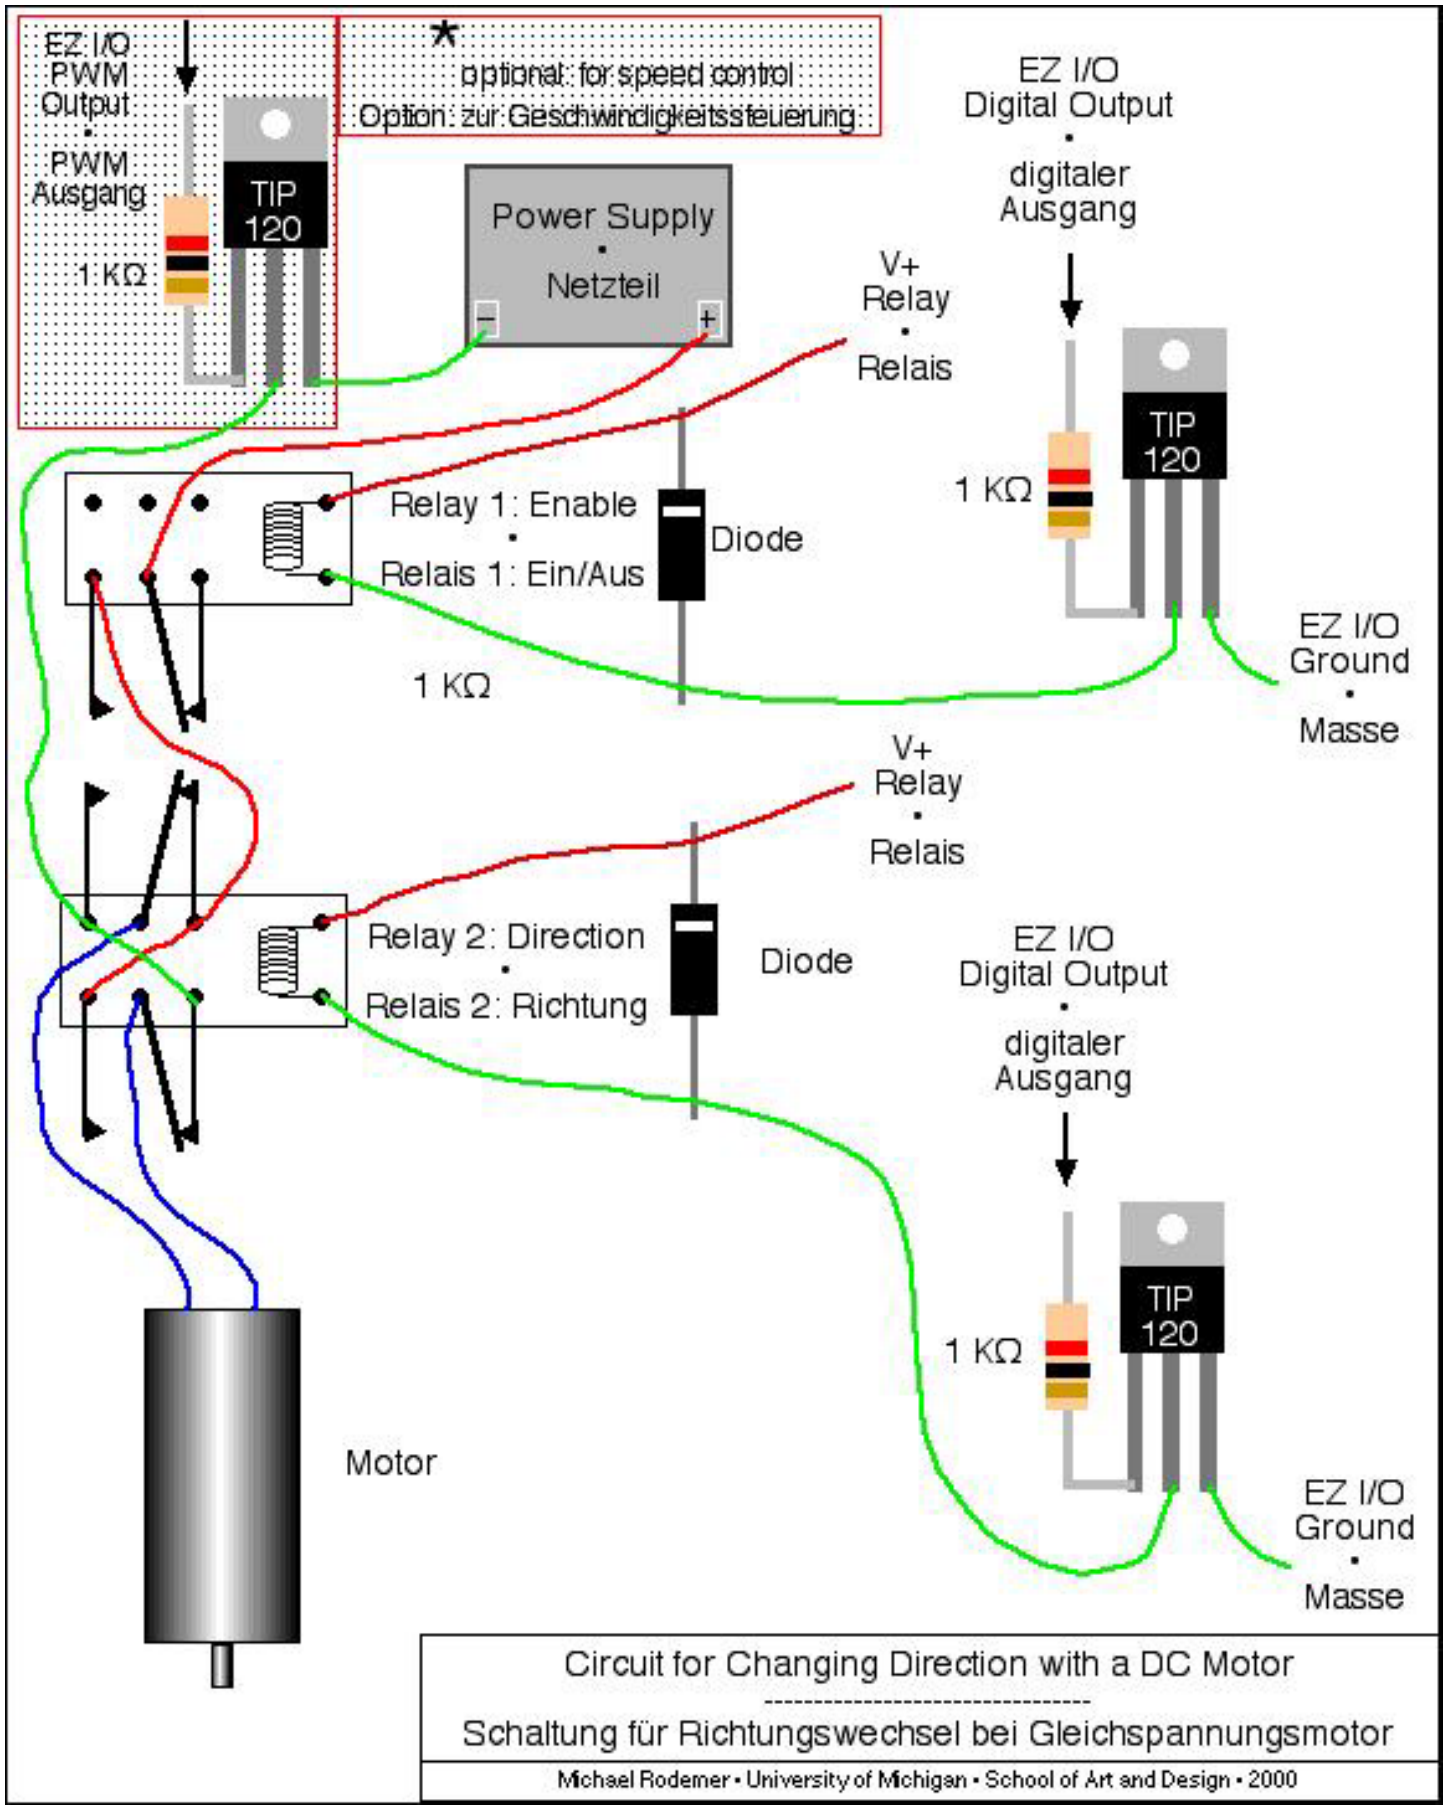 EZ I/O
PWM
Output
•
PWM
Ausgang
1 KΩ
TIP
120
*
optional: for speed control
Option: zur Geschwindigkeitssteuerung
Power Supply
•
Netzteil
− +
V+
Relay
•
Relais
EZ I/O
Digital Output
•
digitaler
Ausgang
TIP
120
1 KΩ
Relay 1: Enable
•
Relais 1: Ein/Aus
Diode
EZ I/O
Ground
•
Masse
1 KΩ
V+
Relay
•
Relais
Relay 2: Direction
•
Relais 2: Richtung
Diode
EZ I/O
Digital Output
•
digitaler
Ausgang
TIP
120
1 KΩ
EZ I/O
Ground
•
Masse
Motor
Circuit for Changing Direction with a DC Motor
---------------------------------
Schaltung für Richtungswechsel bei Gleichspannungsmotor
Michael Rodemer • University of Michigan • School of Art and Design • 2000